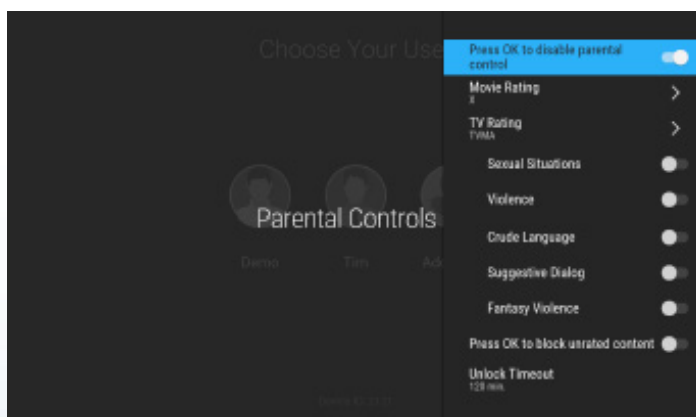 Choose Your Use
Press OK to disable parental
control
Movie Rating
X
TV Rating
TVMA
Sexual Situations
Violence
Parental Controls
Crude Language
Demo
Tim
Suggestive Dialog
Fantasy Violence
Press OK to block unrated content
Unlock Timeout
120 min.